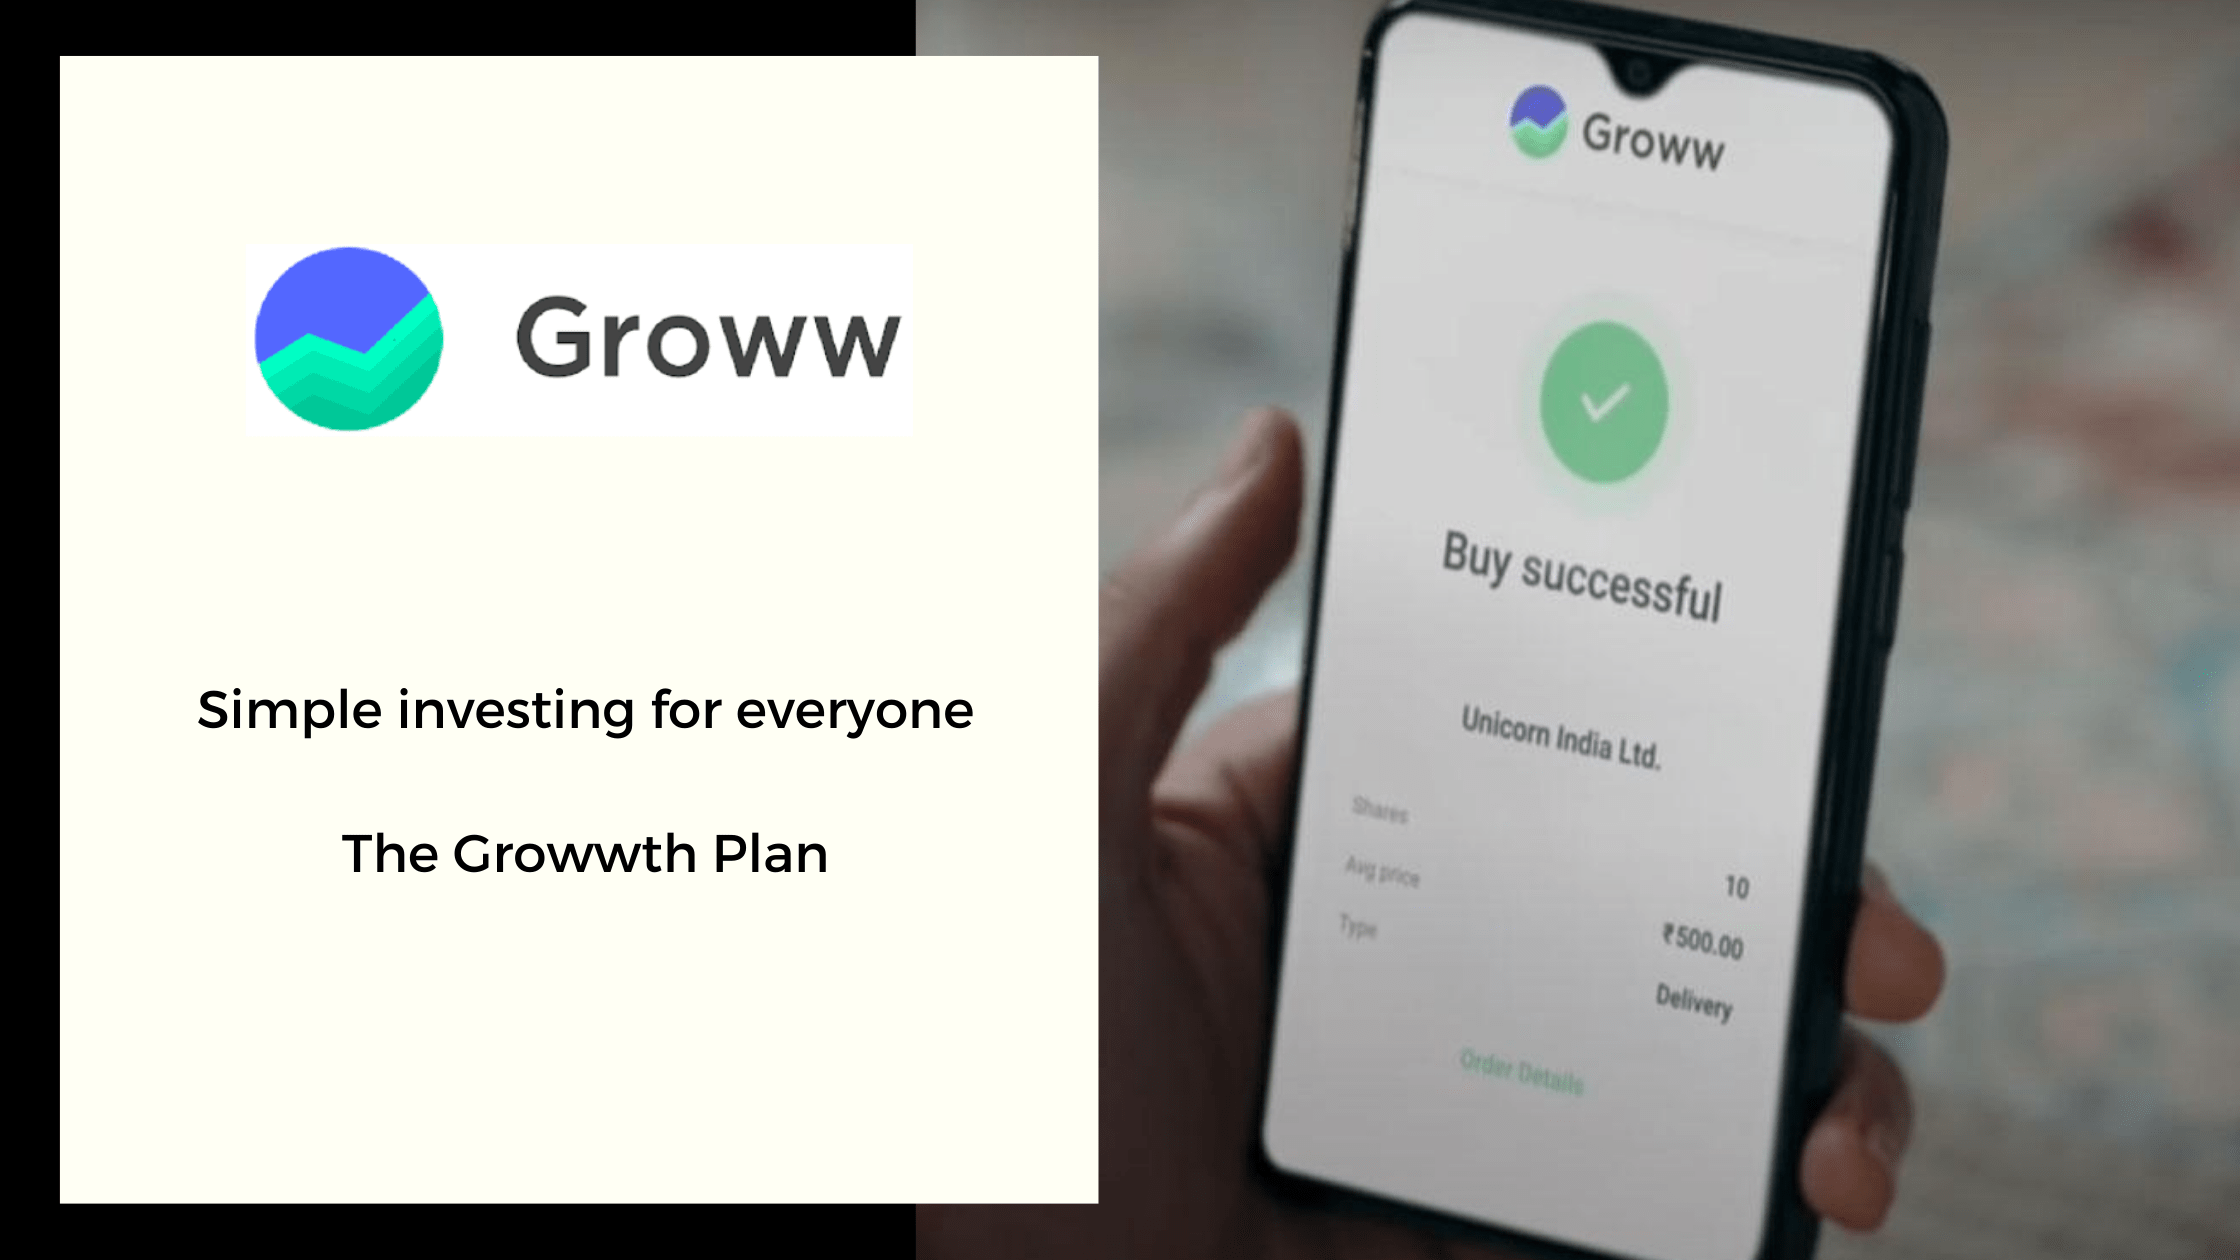 Groww
Simple investing for everyone
The Growwth Plan
Groww
Buy successful
Unicorn India Ltd.
Shares 10
Avg price ₹500.00
Type Delivery
Order Details